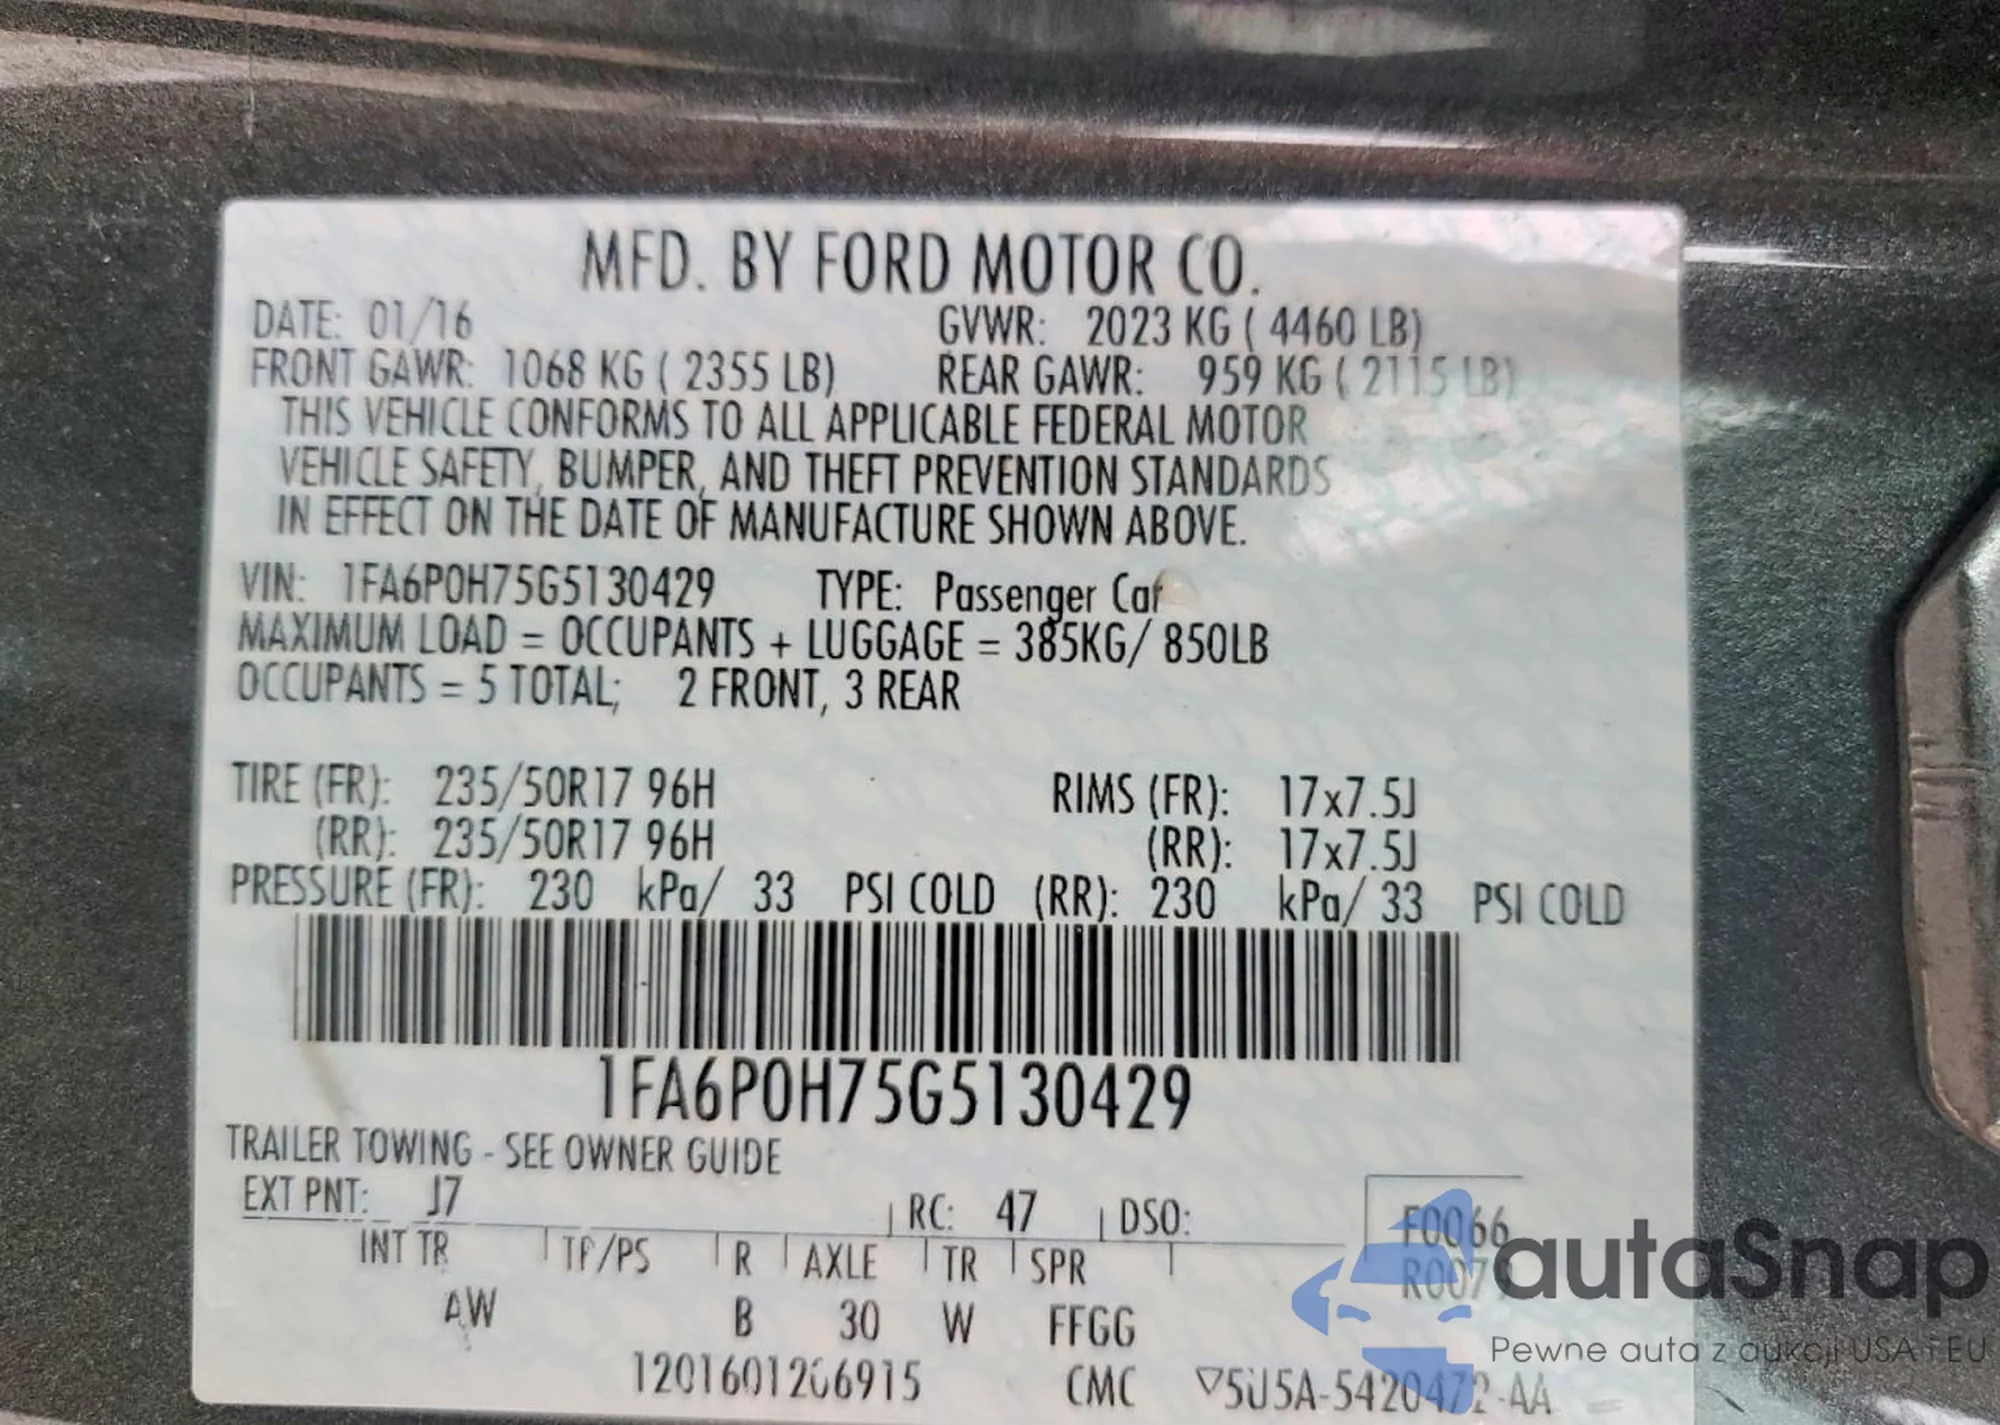 MFD. BY FORD MOTOR CO.
DATE: 01/16 GVWR: 2023 KG ( 4460 LB)
FRONT GAWR: 1068 KG ( 2355 LB) REAR GAWR: 959 KG ( 2115 LB)
THIS VEHICLE CONFORMS TO ALL APPLICABLE FEDERAL MOTOR
VEHICLE SAFETY, BUMPER, AND THEFT PREVENTION STANDARDS
IN EFFECT ON THE DATE OF MANUFACTURE SHOWN ABOVE.
VIN: 1FA6P0H75G5130429 TYPE: Passenger Car
MAXIMUM LOAD = OCCUPANTS + LUGGAGE = 385KG/ 850LB
OCCUPANTS = 5 TOTAL; 2 FRONT, 3 REAR
TIRE (FR): 235/50R17 96H RIMS (FR): 17x7.5J
(RR): 235/50R17 96H (RR): 17x7.5J
PRESSURE (FR): 230 kPa/ 33 PSI COLD (RR): 230 kPa/ 33 PSI COLD
1FA6P0H75G5130429
TRAILER TOWING - SEE OWNER GUIDE
EXT PNT: J7 RC: 47 DSO: F0066
INT TR TP/PS R AXLE TR SPR R0079
AW B 30 W FFGG
1201601206915 CMC ▽5U5A-5420472-AA
autaSnap
Pewne auta z aukcji USA i EU